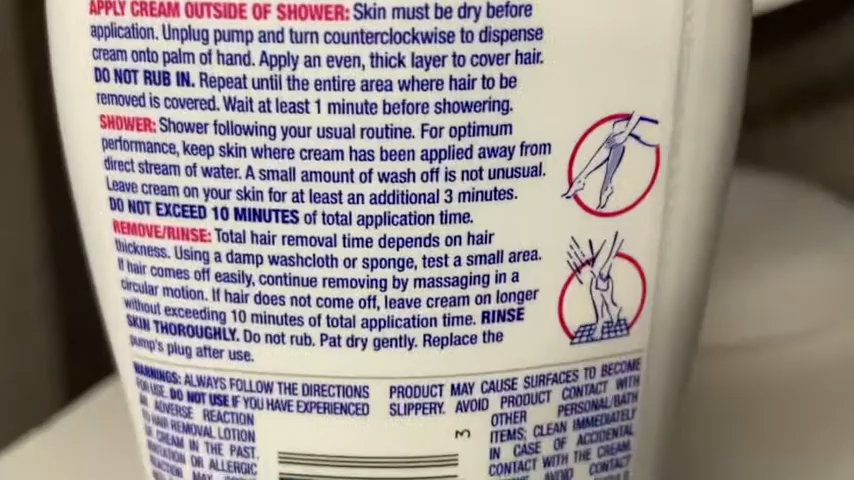 APPLY CREAM OUTSIDE OF SHOWER: Skin must be dry before
application. Unplug pump and turn counterclockwise to dispense
cream onto palm of hand. Apply an even, thick layer to cover hair.
DO NOT RUB IN. Repeat until the entire area where hair to be
removed is covered. Wait at least 1 minute before showering.
SHOWER: Shower following your usual routine. For optimum
performance, keep skin where cream has been applied away from
direct stream of water. A small amount of wash off is not unusual.
Leave cream on your skin for at least an additional 3 minutes.
DO NOT EXCEED 10 MINUTES of total application time.
REMOVE/RINSE: Total hair removal time depends on hair
thickness. Using a damp washcloth or sponge, test a small area.
If hair comes off easily, continue removing by massaging in a
circular motion. If hair does not come off, leave cream on longer
without exceeding 10 minutes of total application time. RINSE
SKIN THOROUGHLY. Do not rub. Pat dry gently. Replace the
pump's plug after use.
WARNINGS: ALWAYS FOLLOW THE DIRECTIONS
FOR USE. DO NOT USE IF YOU HAVE EXPERIENCED
AN ADVERSE REACTION
TO HAIR REMOVAL LOTION
OR CREAM IN THE PAST.
IRRITATION OR ALLERGIC
REACTION MAY
3
PRODUCT MAY CAUSE SURFACES TO BECOME
SLIPPERY. AVOID PRODUCT CONTACT WITH
OTHER PERSONAL/BATH
ITEMS; CLEAN IMMEDIATELY
IN CASE OF ACCIDENTAL
CONTACT WITH THE CREAM.
AVOID CONTACT